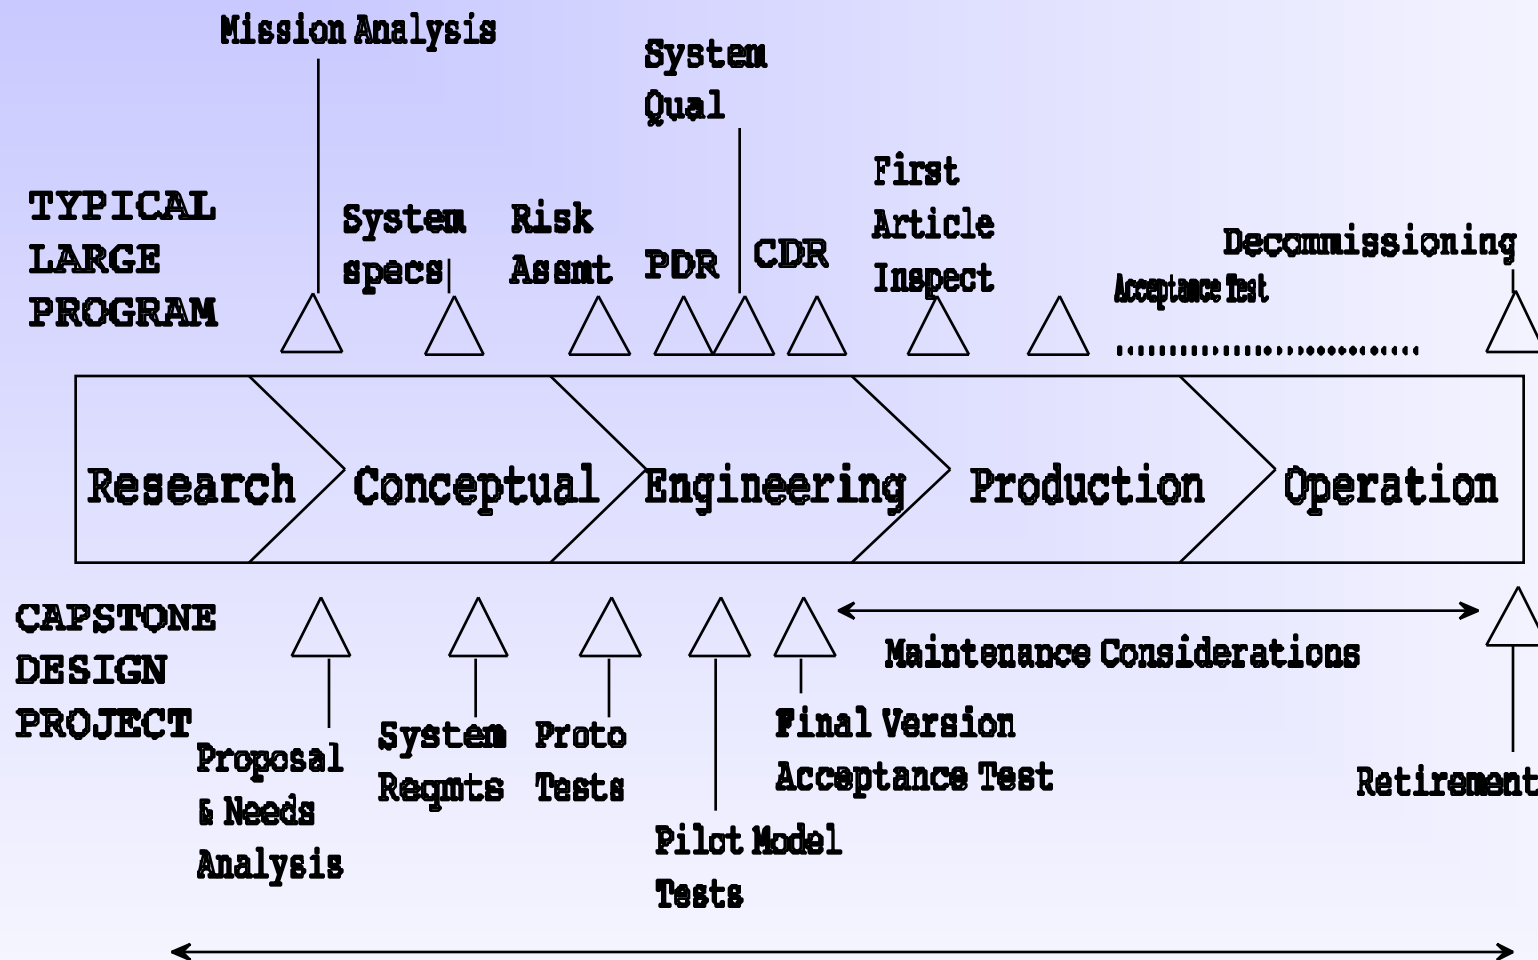 Mission Analysis
System
Qual
TYPICAL
LARGE
PROGRAM
System
specs
Risk
Assmt
PDR
CDR
First
Article
Inspect
Acceptance Test
Decommissioning
Research
Conceptual
Engineering
Production
Operation
CAPSTONE
DESIGN
PROJECT
Proposal
& Needs
Analysis
System
Reqmts
Proto
Tests
Pilot Model
Tests
Final Version
Acceptance Test
Maintenance Considerations
Retirement